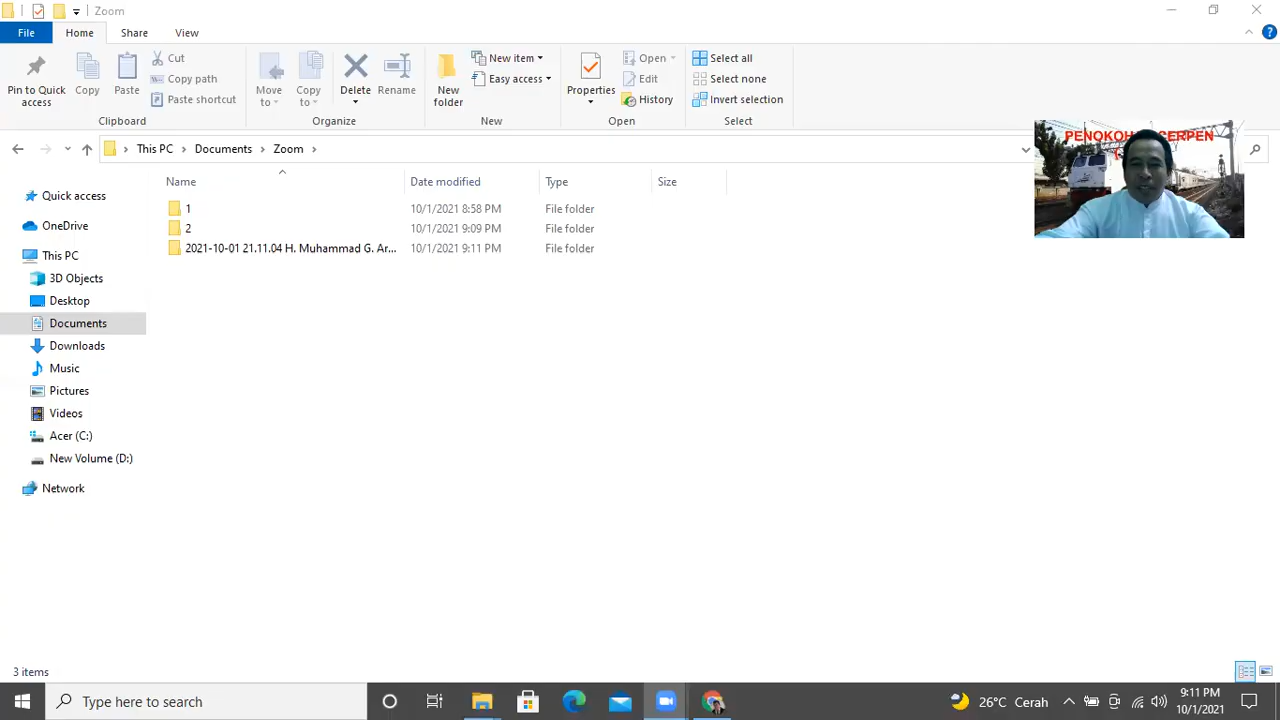 Zoom
File
Home
Share
View
Pin to Quick access
Copy
Paste
Cut
Copy path
Paste shortcut
Clipboard
Move to
Copy to
Delete
Rename
Organize
New folder
New item
Easy access
New
Properties
Open
Edit
History
Open
Select all
Select none
Invert selection
Select
This PC
Documents
Zoom
Name
Date modified
Type
Size
1
10/1/2021 8:58 PM
File folder
2
10/1/2021 9:09 PM
File folder
2021-10-01 21.11.04 H. Muhammad G. Ar...
10/1/2021 9:11 PM
File folder
Quick access
OneDrive
This PC
3D Objects
Desktop
Documents
Downloads
Music
Pictures
Videos
Acer (C:)
New Volume (D:)
Network
3 items
Type here to search
26°C Cerah
9:11 PM
10/1/2021